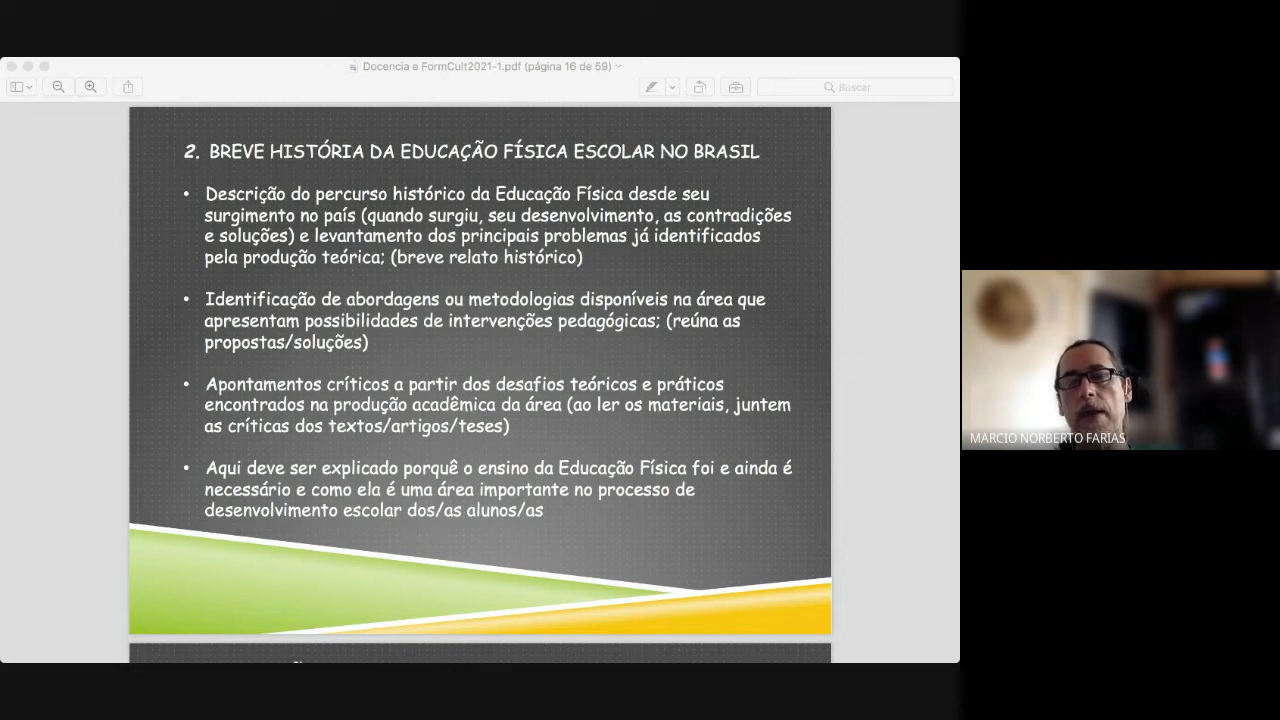 Docencia e FormCult2021-1.pdf (página 16 de 59)
Buscar
2. BREVE HISTÓRIA DA EDUCAÇÃO FÍSICA ESCOLAR NO BRASIL
• Descrição do percurso histórico da Educação Física desde seu
surgimento no país (quando surgiu, seu desenvolvimento, as contradições
e soluções) e levantamento dos principais problemas já identificados
pela produção teórica; (breve relato histórico)
• Identificação de abordagens ou metodologias disponíveis na área que
apresentam possibilidades de intervenções pedagógicas; (reúna as
propostas/soluções)
• Apontamentos críticos a partir dos desafios teóricos e práticos
encontrados na produção acadêmica da área (ao ler os materiais, juntem
as críticas dos textos/artigos/teses)
• Aqui deve ser explicado porquê o ensino da Educação Física foi e ainda é
necessário e como ela é uma área importante no processo de
desenvolvimento escolar dos/as alunos/as
MARCIO NORBERTO FARIAS